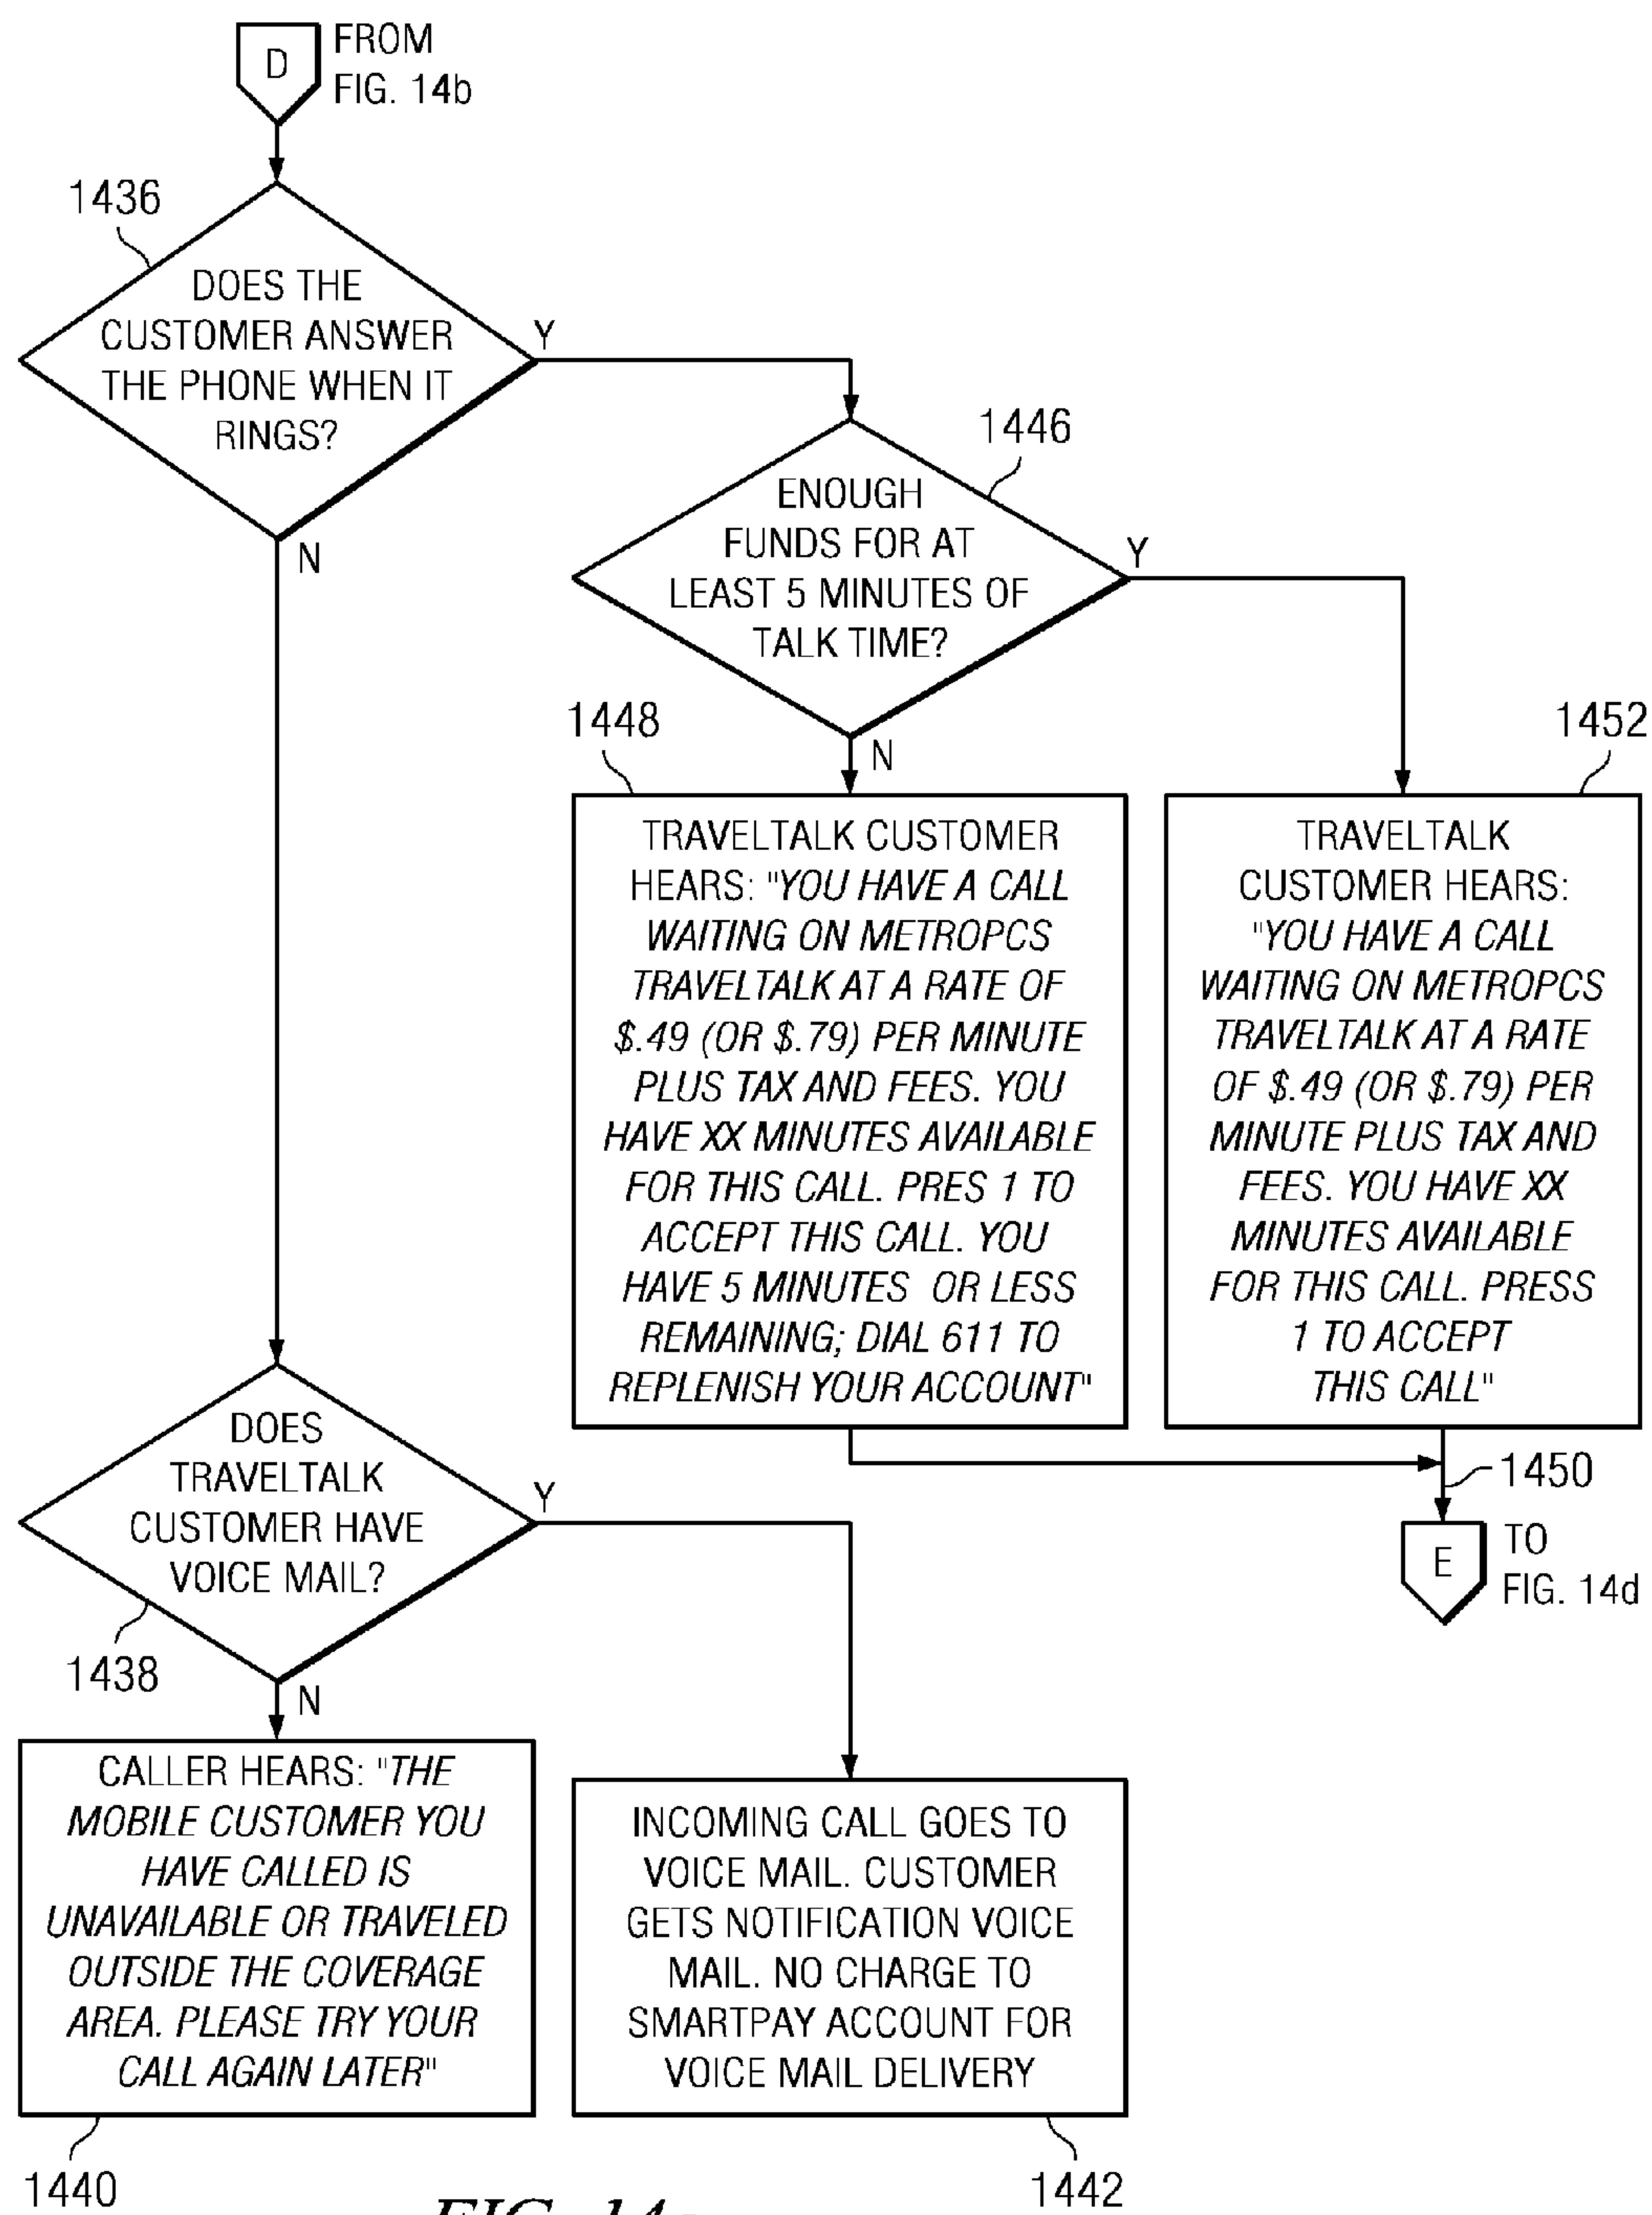 D
FROM
FIG. 14b
1436
DOES THE
CUSTOMER ANSWER
THE PHONE WHEN IT
RINGS?
Y
N
1446
ENOUGH
FUNDS FOR AT
LEAST 5 MINUTES OF
TALK TIME?
Y
N
1448
TRAVELTALK CUSTOMER
HEARS: "YOU HAVE A CALL
WAITING ON METROPCS
TRAVELTALK AT A RATE OF
$.49 (OR $.79) PER MINUTE
PLUS TAX AND FEES. YOU
HAVE XX MINUTES AVAILABLE
FOR THIS CALL. PRES 1 TO
ACCEPT THIS CALL. YOU
HAVE 5 MINUTES OR LESS
REMAINING; DIAL 611 TO
REPLENISH YOUR ACCOUNT"
1452
TRAVELTALK
CUSTOMER HEARS:
"YOU HAVE A CALL
WAITING ON METROPCS
TRAVELTALK AT A RATE
OF $.49 (OR $.79) PER
MINUTE PLUS TAX AND
FEES. YOU HAVE XX
MINUTES AVAILABLE
FOR THIS CALL. PRESS
1 TO ACCEPT
THIS CALL"
1450
E
TO
FIG. 14d
DOES
TRAVELTALK
CUSTOMER HAVE
VOICE MAIL?
Y
1438
N
CALLER HEARS: "THE
MOBILE CUSTOMER YOU
HAVE CALLED IS
UNAVAILABLE OR TRAVELED
OUTSIDE THE COVERAGE
AREA. PLEASE TRY YOUR
CALL AGAIN LATER"
1440
INCOMING CALL GOES TO
VOICE MAIL. CUSTOMER
GETS NOTIFICATION VOICE
MAIL. NO CHARGE TO
SMARTPAY ACCOUNT FOR
VOICE MAIL DELIVERY
1442